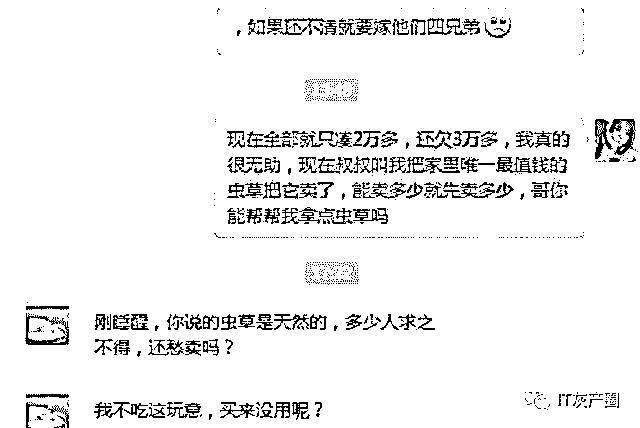 ，如果还不清就要嫁他们四兄弟
现在全部就只凑2万多，还欠3万多，我真的
很无助，现在叔叔叫我把家里唯一最值钱的
虫草把它卖了，能卖多少就先卖多少，哥你
能帮帮我拿点虫草吗
刚睡醒，你说的虫草是天然的，多少人求之
不得，还愁卖吗？
我不吃这玩意，买来没用呢？
IT灰产圈